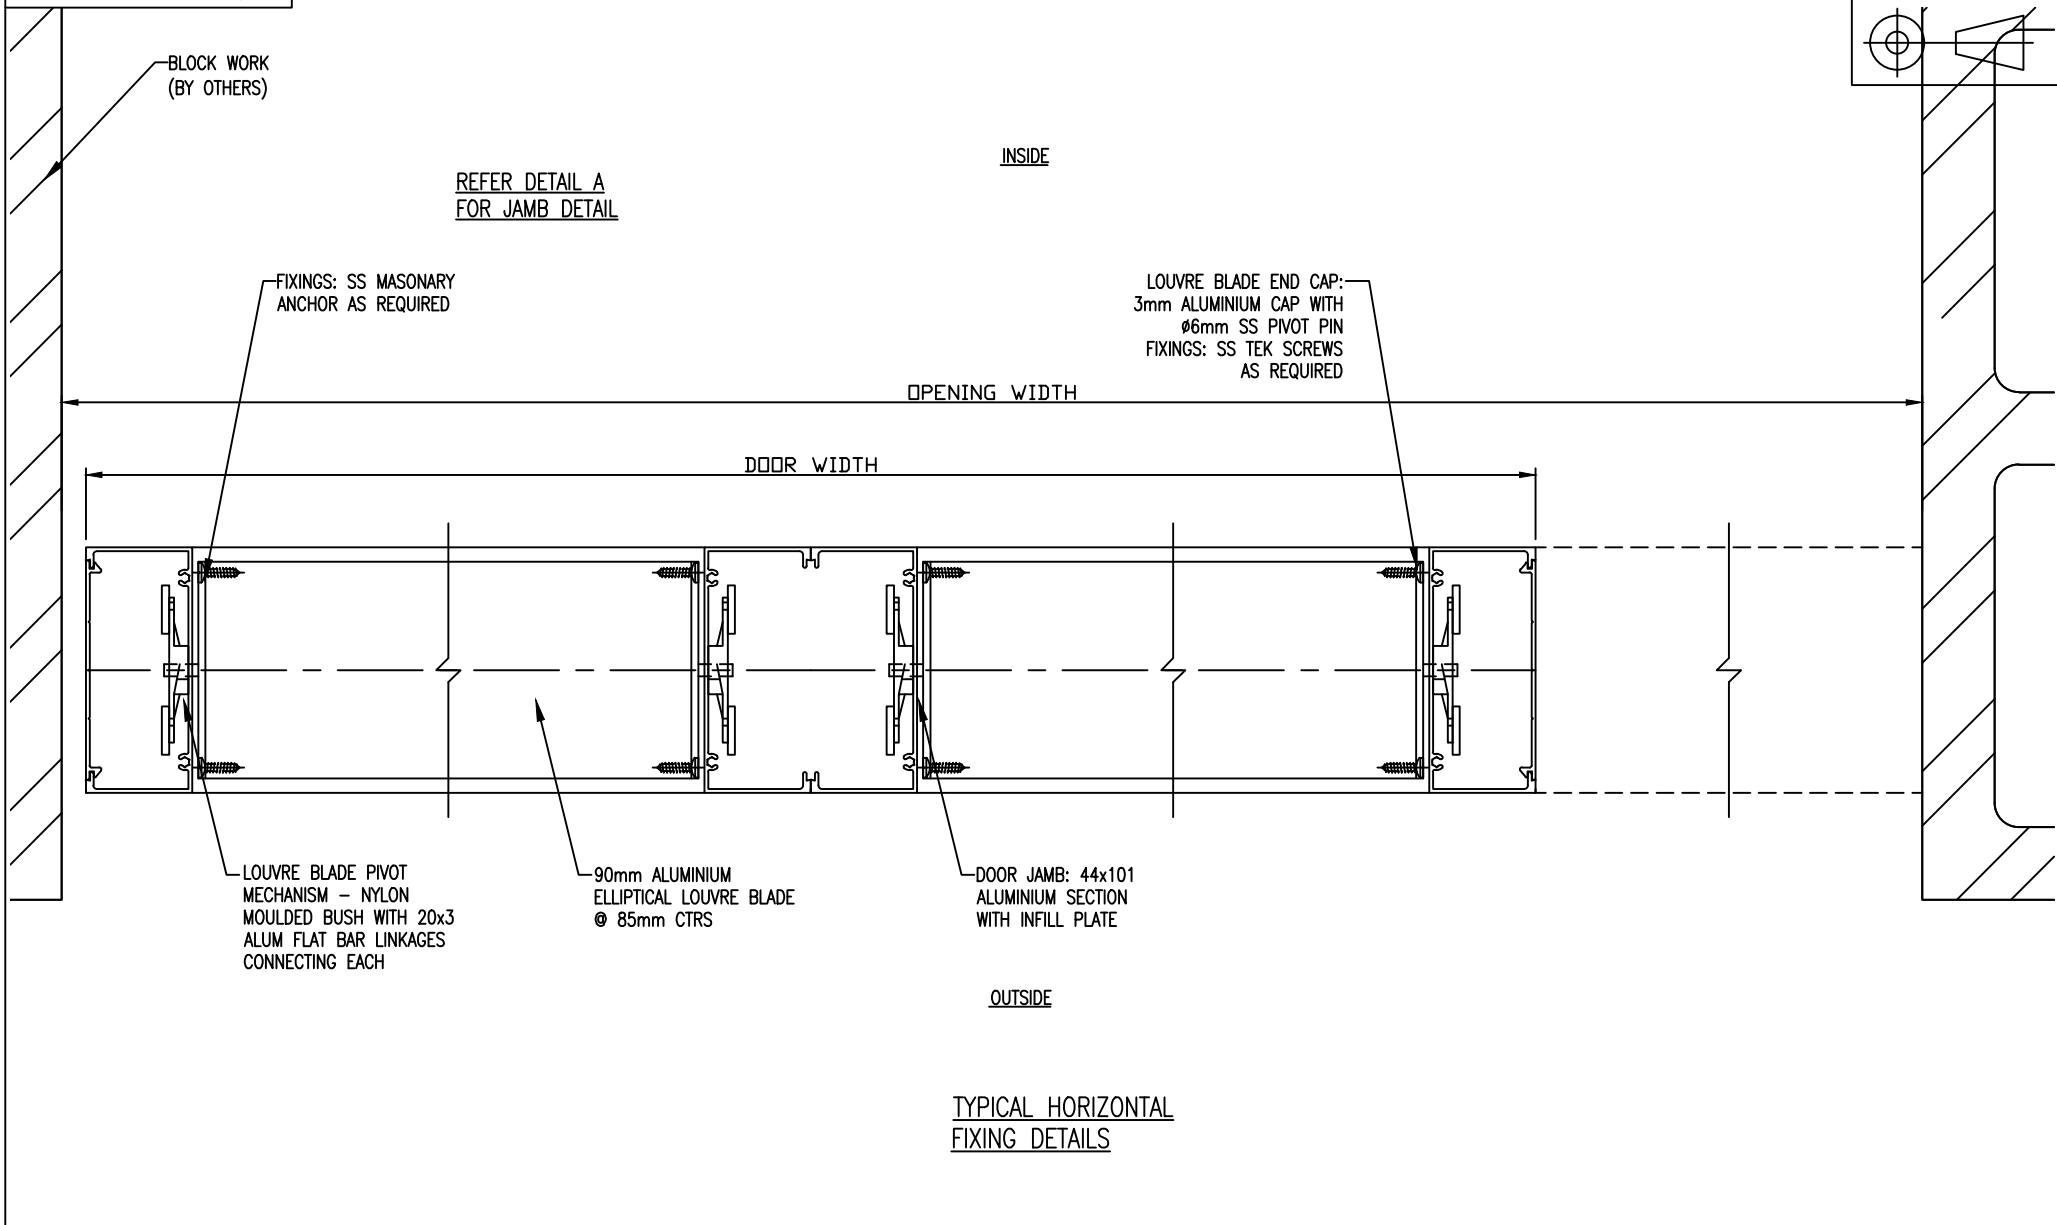 BLOCK WORK
(BY OTHERS)
INSIDE
REFER DETAIL A
FOR JAMB DETAIL
FIXINGS: SS MASONARY
ANCHOR AS REQUIRED
LOUVRE BLADE END CAP:
3mm ALUMINIUM CAP WITH
ø6mm SS PIVOT PIN
FIXINGS: SS TEK SCREWS
AS REQUIRED
OPENING WIDTH
DOOR WIDTH
LOUVRE BLADE PIVOT
MECHANISM – NYLON
MOULDED BUSH WITH 20x3
ALUM FLAT BAR LINKAGES
CONNECTING EACH
90mm ALUMINIUM
ELLIPTICAL LOUVRE BLADE
@ 85mm CTRS
DOOR JAMB: 44x101
ALUMINIUM SECTION
WITH INFILL PLATE
OUTSIDE
TYPICAL HORIZONTAL
FIXING DETAILS